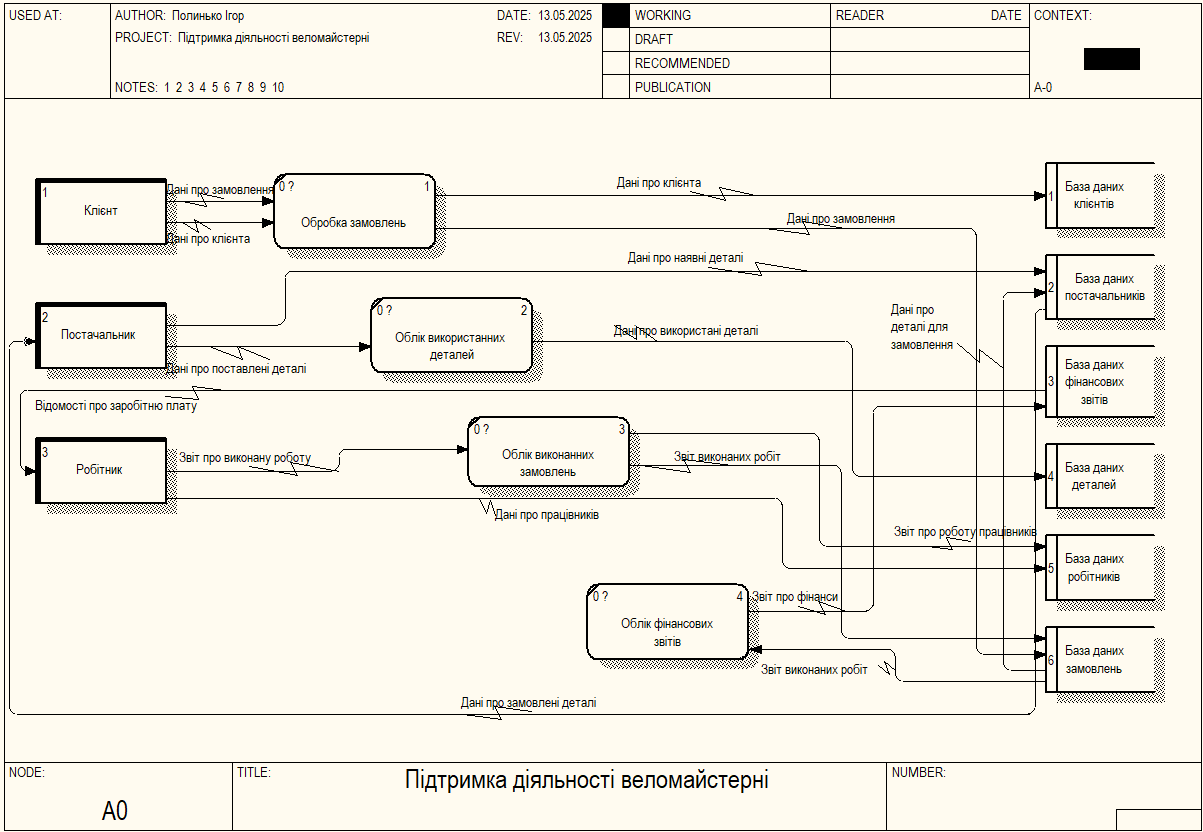 USED AT:
AUTHOR: Полинько Ігор
DATE: 13.05.2025
PROJECT: Підтримка діяльності веломайстерні
REV: 13.05.2025
NOTES: 1 2 3 4 5 6 7 8 9 10
WORKING
DRAFT
RECOMMENDED
PUBLICATION
READER DATE
CONTEXT:
A-0
1
Клієнт
Дані про замовлення
Дані про клієнта
0 ? 1
Обробка замовлень
Дані про клієнта
Дані про замовлення
1
База даних
клієнтів
Дані про наявні деталі
2
База даних
постачальників
2
Постачальник
Дані про поставлені деталі
0 ? 2
Облік використанних
деталей
Дані про використані деталі
Дані про
деталі для
замовлення
3
База даних
фінансових
звітів
Відомості про заробітню плату
3
Робітник
Звіт про виконану роботу
Дані про працівників
0 ? 3
Облік виконанних
замовлень
Звіт виконаних робіт
4
База даних
деталей
Звіт про роботу працівників
5
База даних
робітників
0 ? 4
Облік фінансових
звітів
Звіт про фінанси
Звіт виконаних робіт
6
База даних
замовлень
Дані про замовлені деталі
NODE:
A0
TITLE:
Підтримка діяльності веломайстерні
NUMBER: